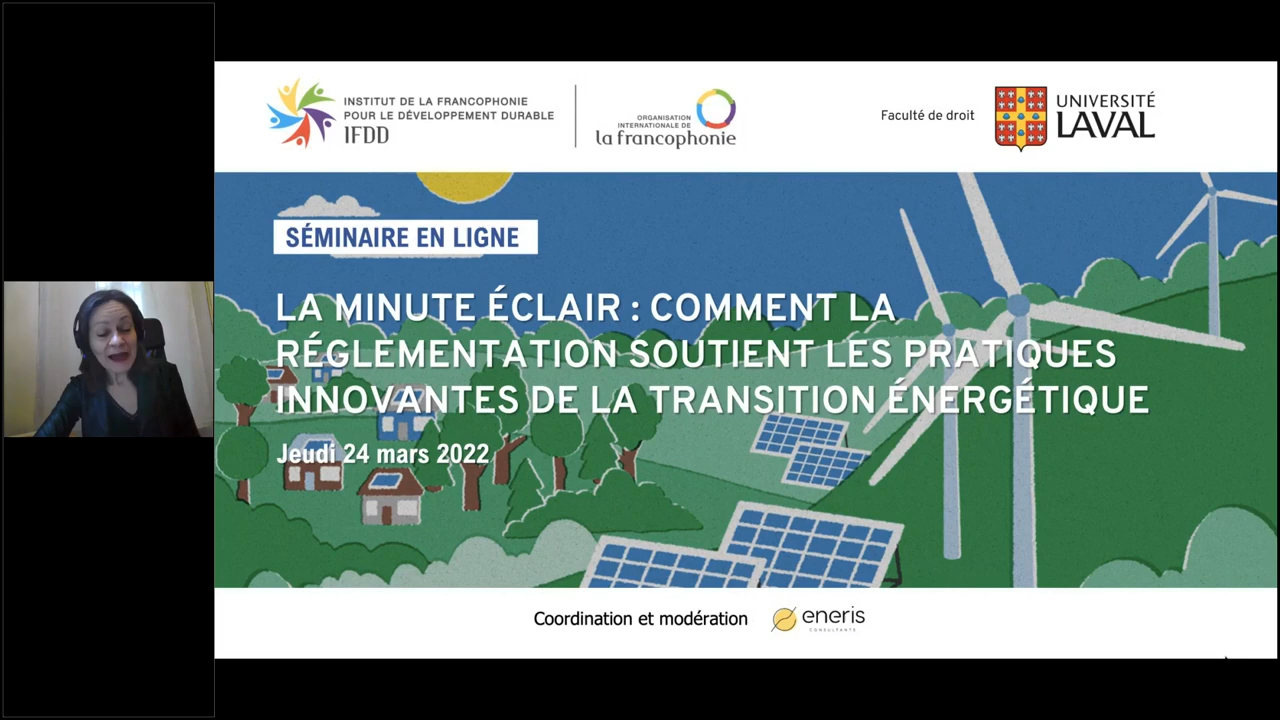 INSTITUT DE LA FRANCOPHONIE
POUR LE DÉVELOPPEMENT DURABLE
IFDD
ORGANISATION
INTERNATIONALE DE
la francophonie
Faculté de droit
UNIVERSITÉ
LAVAL
SÉMINAIRE EN LIGNE
LA MINUTE ÉCLAIR : COMMENT LA
RÉGLEMENTATION SOUTIENT LES PRATIQUES
INNOVANTES DE LA TRANSITION ÉNERGÉTIQUE
Jeudi 24 mars 2022
Coordination et modération
eneris
CONSULTANTS